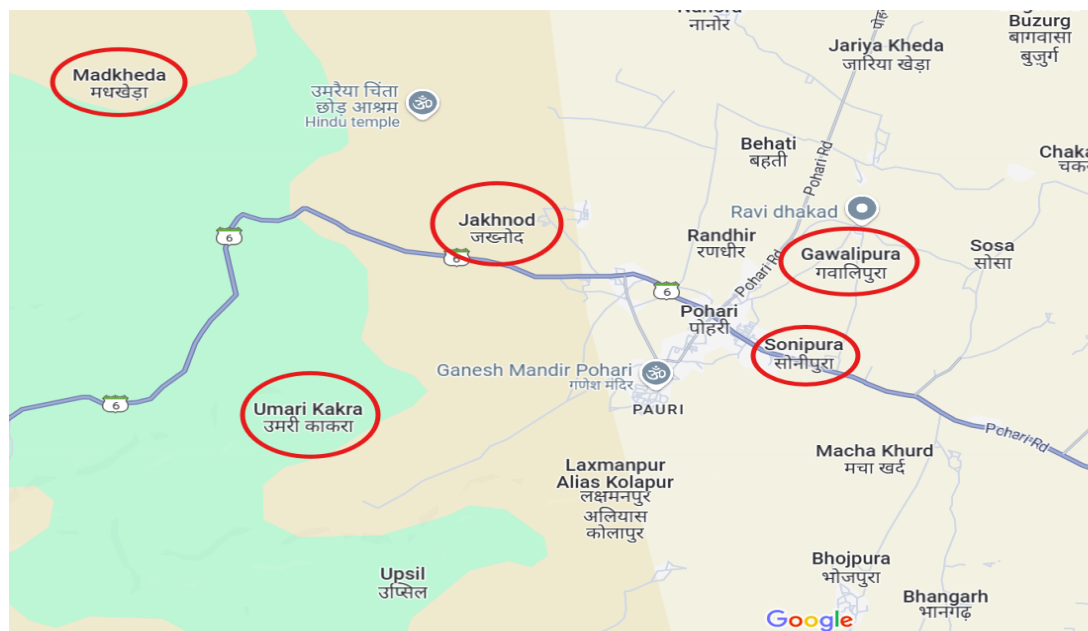 नानोर
Buzurg
बागवासा
बुजुर्ग
Jariya Kheda
जारिया खेड़ा
Madkheda
मधखेड़ा
उमरैया चिंता
छोड़ आश्रम
Hindu temple
Behati
बहती
Pohari Rd
Ravi dhakad
Jakhnod
जख्नोद
6
6
Randhir
रणधीर
Gawalipura
गवालिपुरा
Sosa
सोसा
Pohari Rd
6
Pohari
पोहरी
Sonipura
सोनीपुरा
Ganesh Mandir Pohari
गणेश मंदिर
PAURI
6
Umari Kakra
उमरी काकरा
Pohari Rd
Macha Khurd
मचा खर्द
Laxmanpur
Alias Kolapur
लक्षमनपुर
अलियास
कोलापुर
Upsil
उप्सिल
Bhojpura
भोजपुरा
Bhangarh
भानगढ़
Google